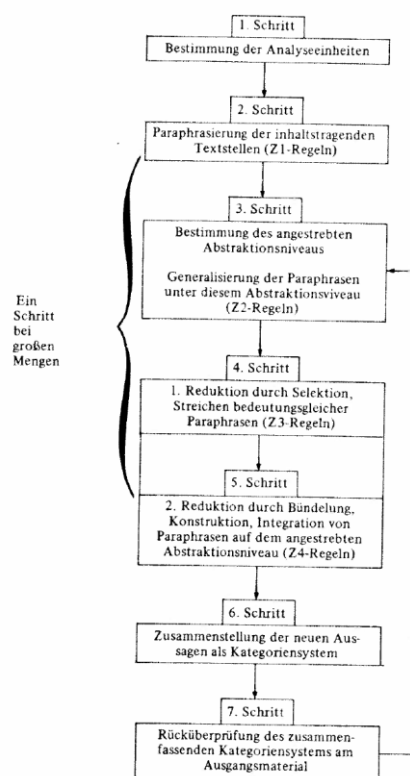 1. Schritt
Bestimmung der Analyseeinheiten
2. Schritt
Paraphrasierung der inhaltstragenden
Textstellen (Z1-Regeln)
3. Schritt
Bestimmung des angestrebten
Abstraktionsniveaus
Generalisierung der Paraphrasen
unter diesem Abstraktionsviveau
(Z2-Regeln)
Ein
Schritt
bei
großen
Mengen
4. Schritt
1. Reduktion durch Selektion,
Streichen bedeutungsgleicher
Paraphrasen (Z3-Regeln)
5. Schritt
2. Reduktion durch Bündelung,
Konstruktion, Integration von
Paraphrasen auf dem angestrebten
Abstraktionsniveau (Z4-Regeln)
6. Schritt
Zusammenstellung der neuen Aus-
sagen als Kategoriensystem
7. Schritt
Rücküberprüfung des zusammen-
fassenden Kategoriensystems am
Ausgangsmaterial